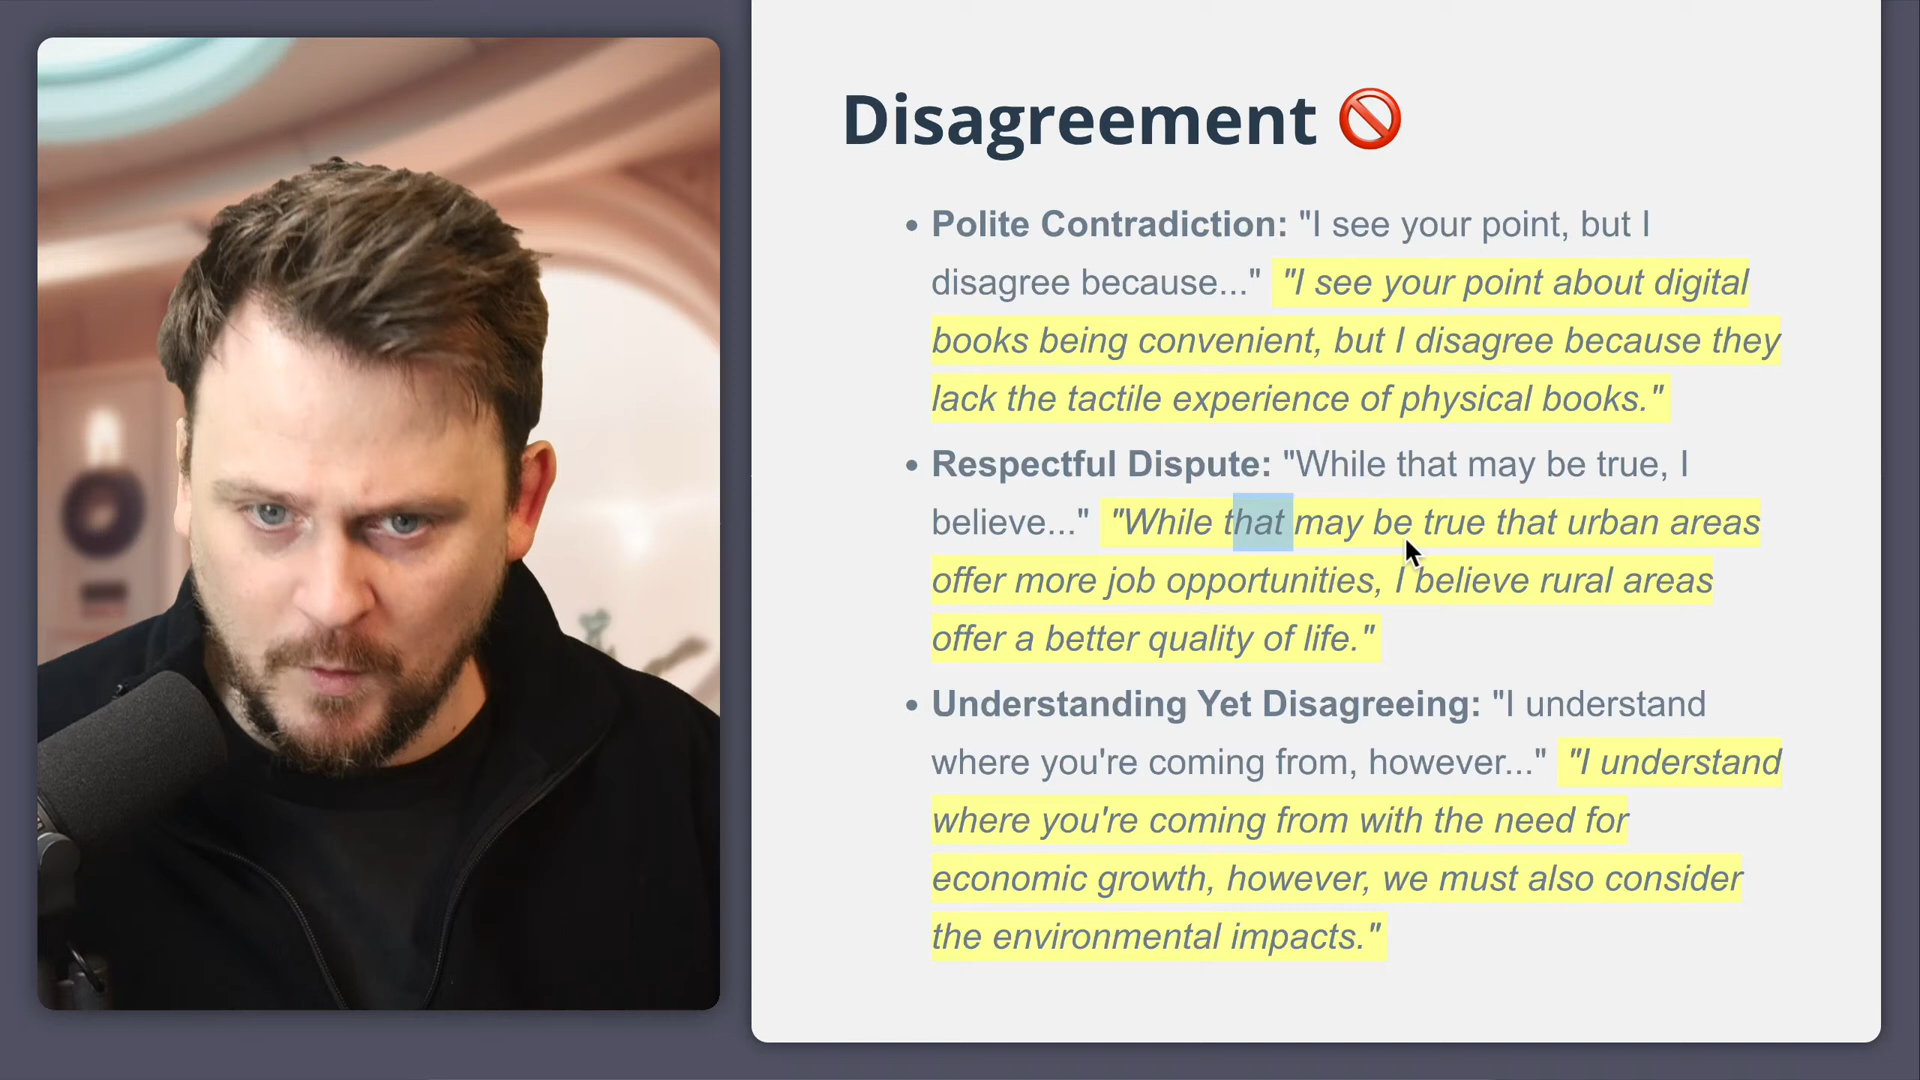 Disagreement 🚫
• Polite Contradiction: "I see your point, but I
disagree because..." "I see your point about digital
books being convenient, but I disagree because they
lack the tactile experience of physical books."
• Respectful Dispute: "While that may be true, I
believe..." "While that may be true that urban areas
offer more job opportunities, I believe rural areas
offer a better quality of life."
• Understanding Yet Disagreeing: "I understand
where you're coming from, however..." "I understand
where you're coming from with the need for
economic growth, however, we must also consider
the environmental impacts."